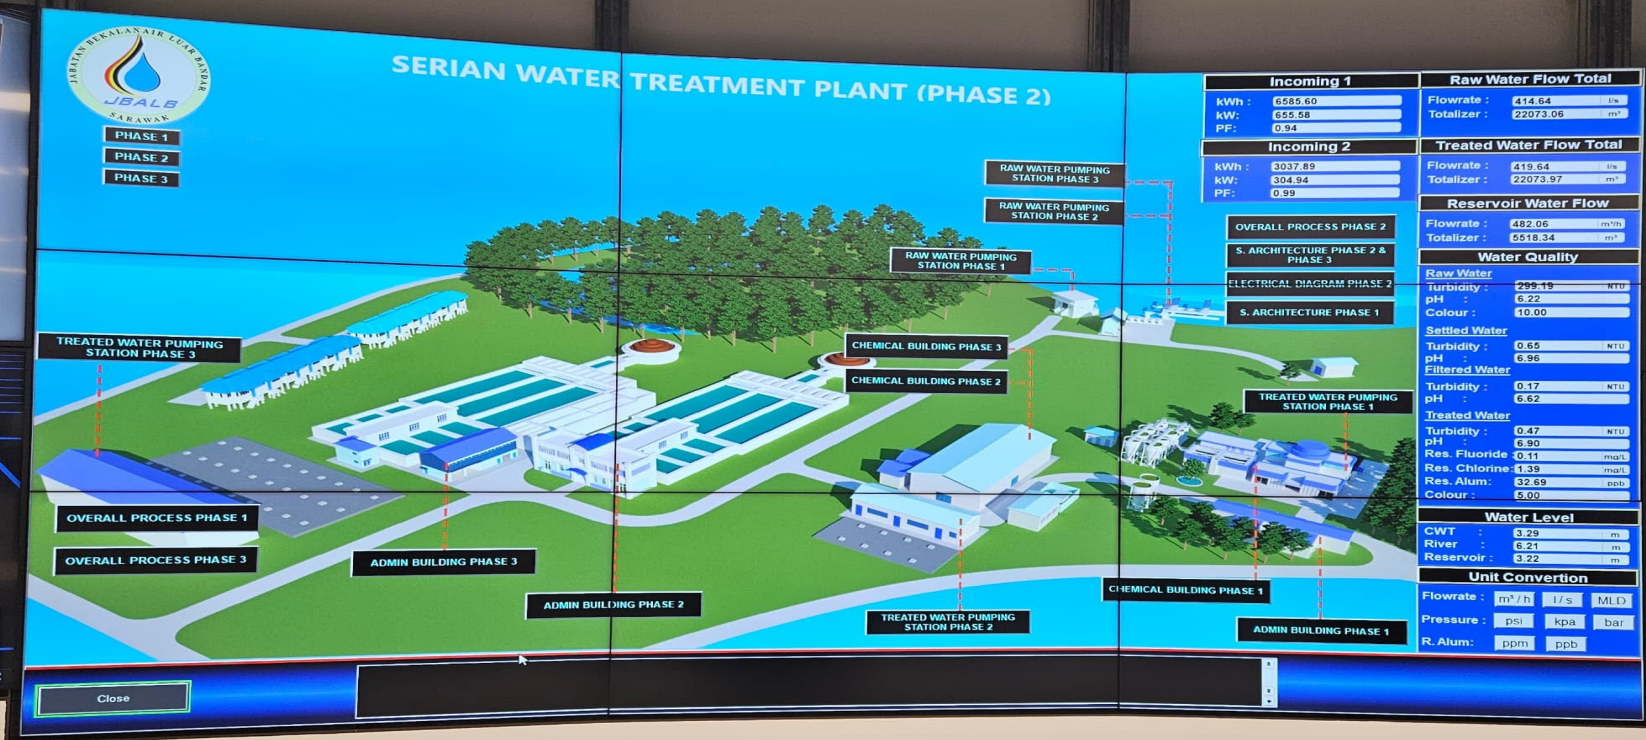 JABATAN BEKALAN AIR LUAR BANDAR
JBALB
SARAWAK
PHASE 1
PHASE 2
PHASE 3
SERIAN WATER TREATMENT PLANT (PHASE 2)
RAW WATER PUMPING
STATION PHASE 3
RAW WATER PUMPING
STATION PHASE 2
RAW WATER PUMPING
STATION PHASE 1
TREATED WATER PUMPING
STATION PHASE 3
CHEMICAL BUILDING PHASE 3
CHEMICAL BUILDING PHASE 2
TREATED WATER PUMPING
STATION PHASE 1
OVERALL PROCESS PHASE 1
OVERALL PROCESS PHASE 3
ADMIN BUILDING PHASE 3
ADMIN BUILDING PHASE 2
TREATED WATER PUMPING
STATION PHASE 2
CHEMICAL BUILDING PHASE 1
ADMIN BUILDING PHASE 1
Incoming 1
kWh : 6585.60
kW: 655.58
PF: 0.94
Incoming 2
kWh : 3037.89
kW: 304.94
PF: 0.99
OVERALL PROCESS PHASE 2
S. ARCHITECTURE PHASE 2 &
PHASE 3
ELECTRICAL DIAGRAM PHASE 2
S. ARCHITECTURE PHASE 1
Raw Water Flow Total
Flowrate : 414.64 l/s
Totalizer : 22073.06 m³
Treated Water Flow Total
Flowrate : 419.64 l/s
Totalizer : 22073.97 m³
Reservoir Water Flow
Flowrate : 482.06 m³/h
Totalizer : 5518.34 m³
Water Quality
Raw Water
Turbidity : 299.19 NTU
pH : 6.22
Colour : 10.00
Settled Water
Turbidity : 0.65 NTU
pH : 6.96
Filtered Water
Turbidity : 0.17 NTU
pH : 6.62
Treated Water
Turbidity : 0.47 NTU
pH : 6.90
Res. Fluoride : 0.11 mg/L
Res. Chlorine: 1.39 mg/L
Res. Alum: 32.69 ppb
Colour : 5.00
Water Level
CWT : 3.29 m
River : 6.21 m
Reservoir : 3.22 m
Unit Convertion
Flowrate : m³/h l/s MLD
Pressure : psi kpa bar
R. Alum: ppm ppb
Close